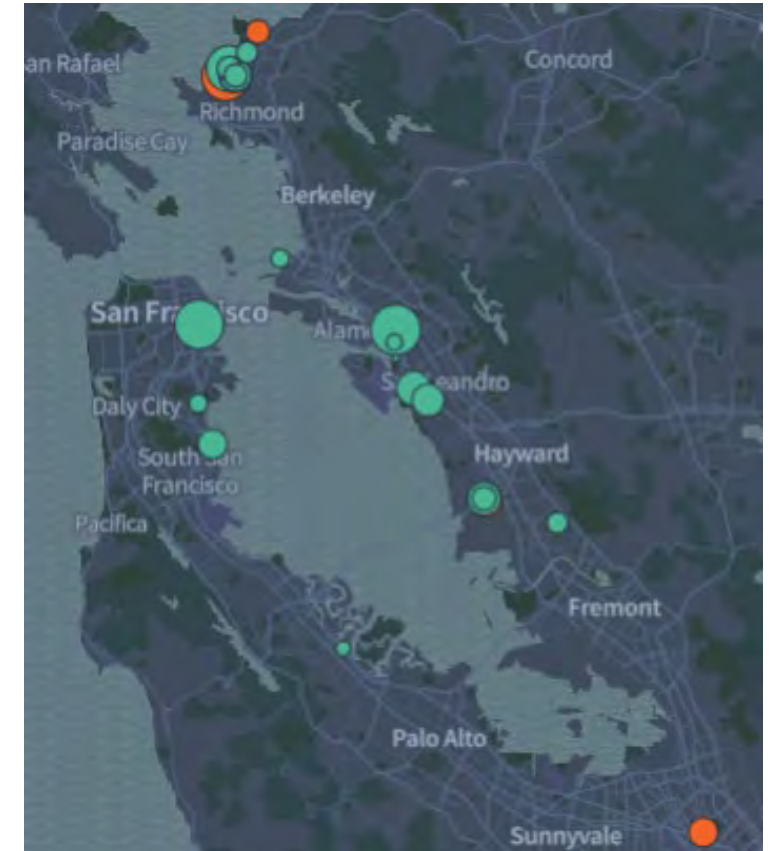 an Rafael
Concord
Richmond
Paradise Cay
Berkeley
San Fr sco
Alam
S eandro
Daly City
Hayward
South San
Francisco
Pacifica
Fremont
Palo Alto
Sunnyvale